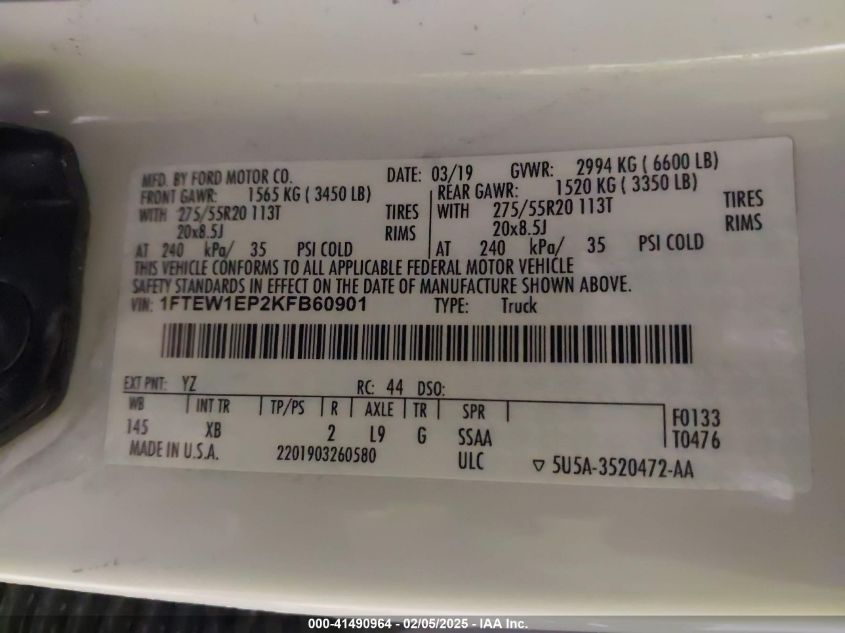 MFD. BY FORD MOTOR CO. DATE: 03/19 GVWR: 2994 KG ( 6600 LB)
FRONT GAWR: 1565 KG ( 3450 LB) REAR GAWR: 1520 KG ( 3350 LB)
WITH 275/55R20 113T TIRES WITH 275/55R20 113T TIRES
20x8.5J RIMS 20x8.5J RIMS
AT 240 kPa/ 35 PSI COLD AT 240 kPa/ 35 PSI COLD
THIS VEHICLE CONFORMS TO ALL APPLICABLE FEDERAL MOTOR VEHICLE
SAFETY STANDARDS IN EFFECT ON THE DATE OF MANUFACTURE SHOWN ABOVE.
VIN: 1FTEW1EP2KFB60901 TYPE: Truck
EXT PNT: YZ RC: 44 DSO:
WB INT TR TP/PS R AXLE TR SPR F0133
145 XB 2 L9 G SSAA T0476
MADE IN U.S.A. 2201903260580 ULC ▽ 5U5A-3520472-AA
000-41490964 - 02/05/2025 - IAA Inc.